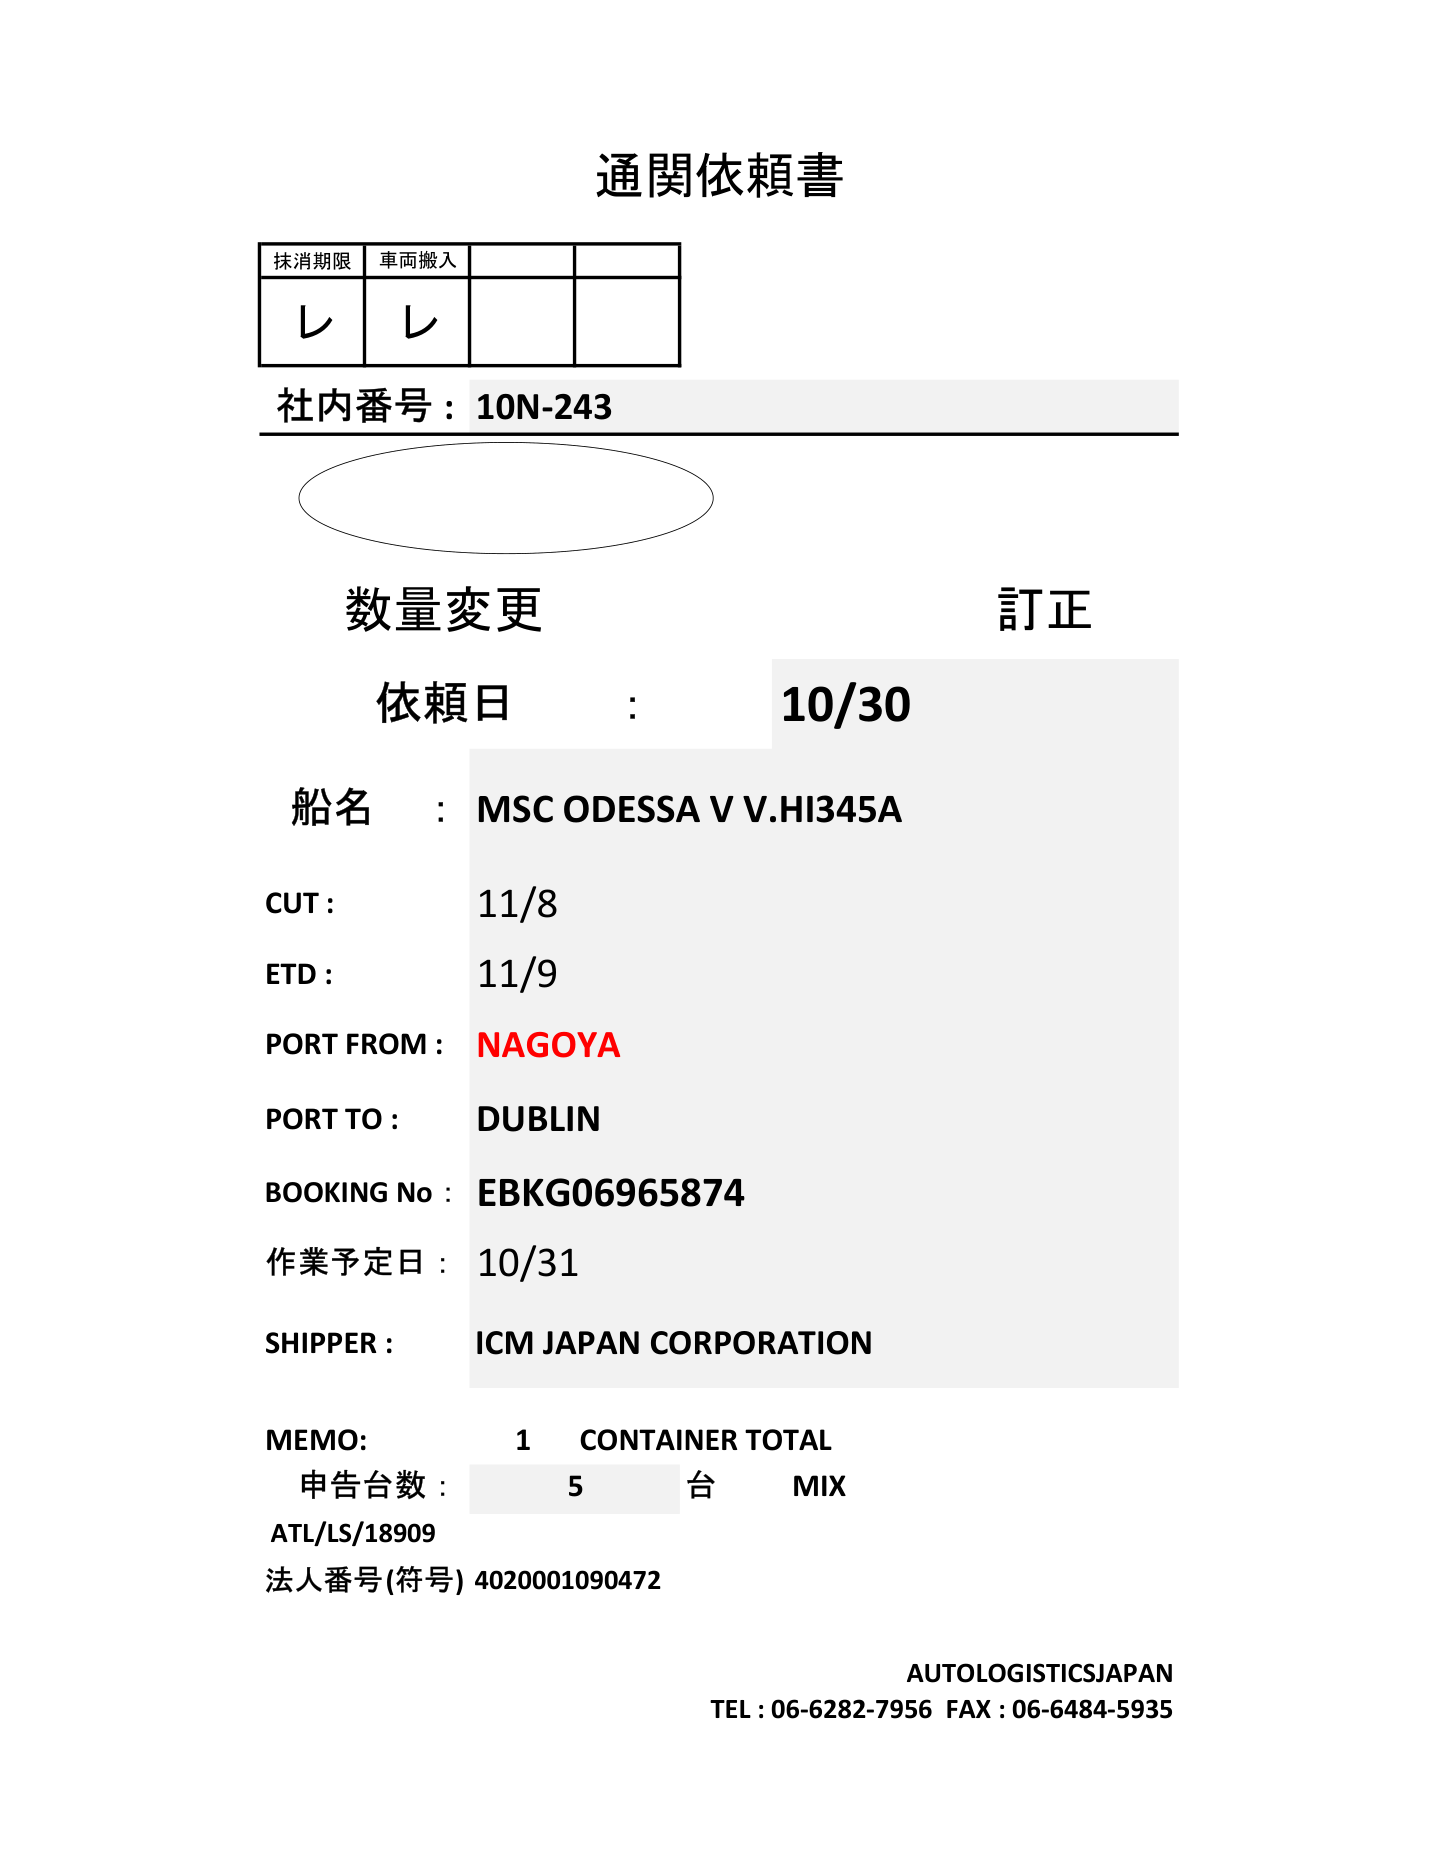 通関依頼書
抹消期限 車両搬入
レ レ
社内番号 : 10N-243
数量変更 訂正
依頼日 : 10/30
船名 : MSC ODESSA V V.HI345A
CUT : 11/8
ETD : 11/9
PORT FROM : NAGOYA
PORT TO : DUBLIN
BOOKING No : EBKG06965874
作業予定日 : 10/31
SHIPPER : ICM JAPAN CORPORATION
MEMO: 1 CONTAINER TOTAL
申告台数 : 5 台 MIX
ATL/LS/18909
法人番号(符号) 4020001090472
AUTOLOGISTICSJAPAN
TEL : 06-6282-7956 FAX : 06-6484-5935